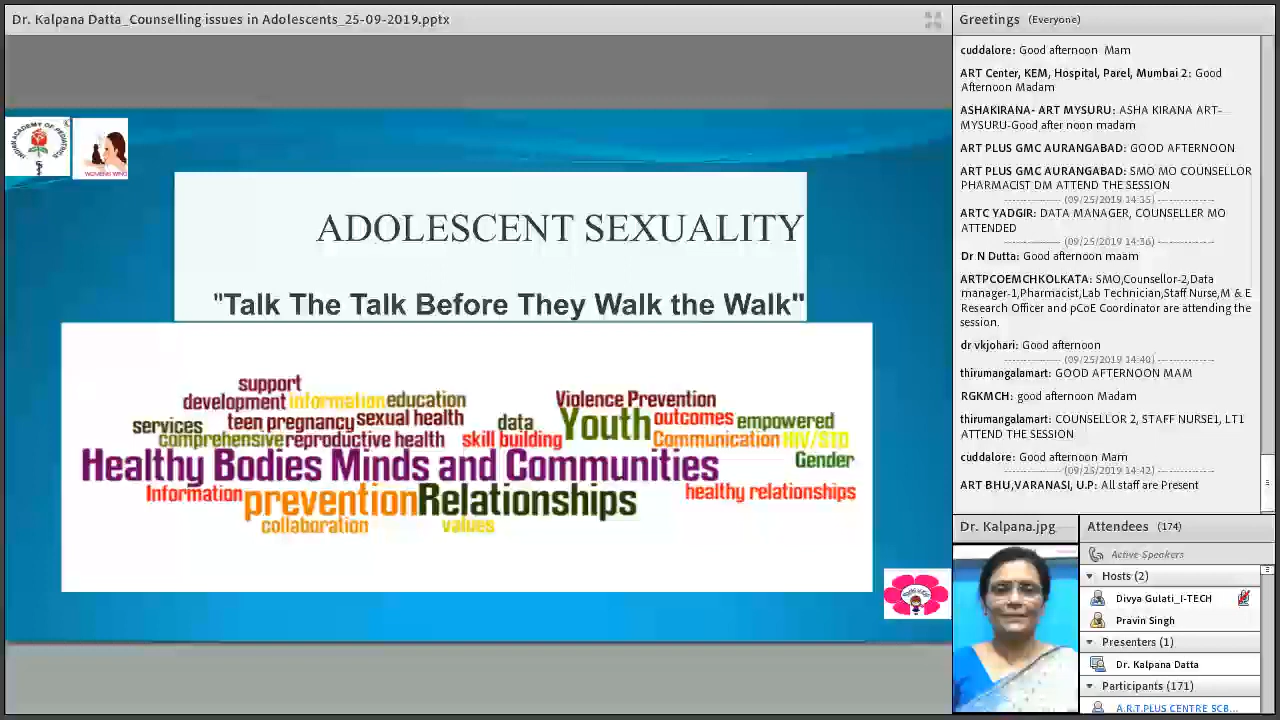 Dr. Kalpana Datta_Counselling issues in Adolescents_25-09-2019.pptx
INDIAN ACADEMY OF PEDIATRICS
WOMENS WING
ADOLESCENT SEXUALITY
"Talk The Talk Before They Walk the Walk"
support
development information education
Violence Prevention
services teen pregnancy sexual health data Youth outcomes empowered
comprehensive reproductive health skill building Communication HIV/STD
Healthy Bodies Minds and Communities Gender
Information prevention Relationships healthy relationships
collaboration values
Greetings (Everyone)
cuddalore: Good afternoon Mam
ART Center, KEM, Hospital, Parel, Mumbai 2: Good
Afternoon Madam
ASHAKIRANA- ART MYSURU: ASHA KIRANA ART-
MYSURU-Good after noon madam
ART PLUS GMC AURANGABAD: GOOD AFTERNOON
ART PLUS GMC AURANGABAD: SMO MO COUNSELLOR
PHARMACIST DM ATTEND THE SESSION
(09/25/2019 14:35)
ARTC YADGIR: DATA MANAGER, COUNSELLER MO
ATTENDED
(09/25/2019 14:36)
Dr N Dutta: Good afternoon maam
ARTPCOEMCHKOLKATA: SMO,Counsellor-2,Data
manager-1,Pharmacist,Lab Technician,Staff Nurse,M & E
Research Officer and pCoE Coordinator are attending the
session.
dr vkjohari: Good afternoon
(09/25/2019 14:40)
thirumangalamart: GOOD AFTERNOON MAM
RGKMCH: good afternoon Madam
thirumangalamart: COUNSELLOR 2, STAFF NURSE1, LT1
ATTEND THE SESSION
cuddalore: Good afternoon Mam
(09/25/2019 14:42)
ART BHU,VARANASI, U.P: All staff are Present
Dr. Kalpana.jpg
Attendees (174)
Active Speakers
Hosts (2)
Divya Gulati_I-TECH
Pravin Singh
Presenters (1)
Dr. Kalpana Datta
Participants (171)
A.R.T.PLUS CENTRE SCB...